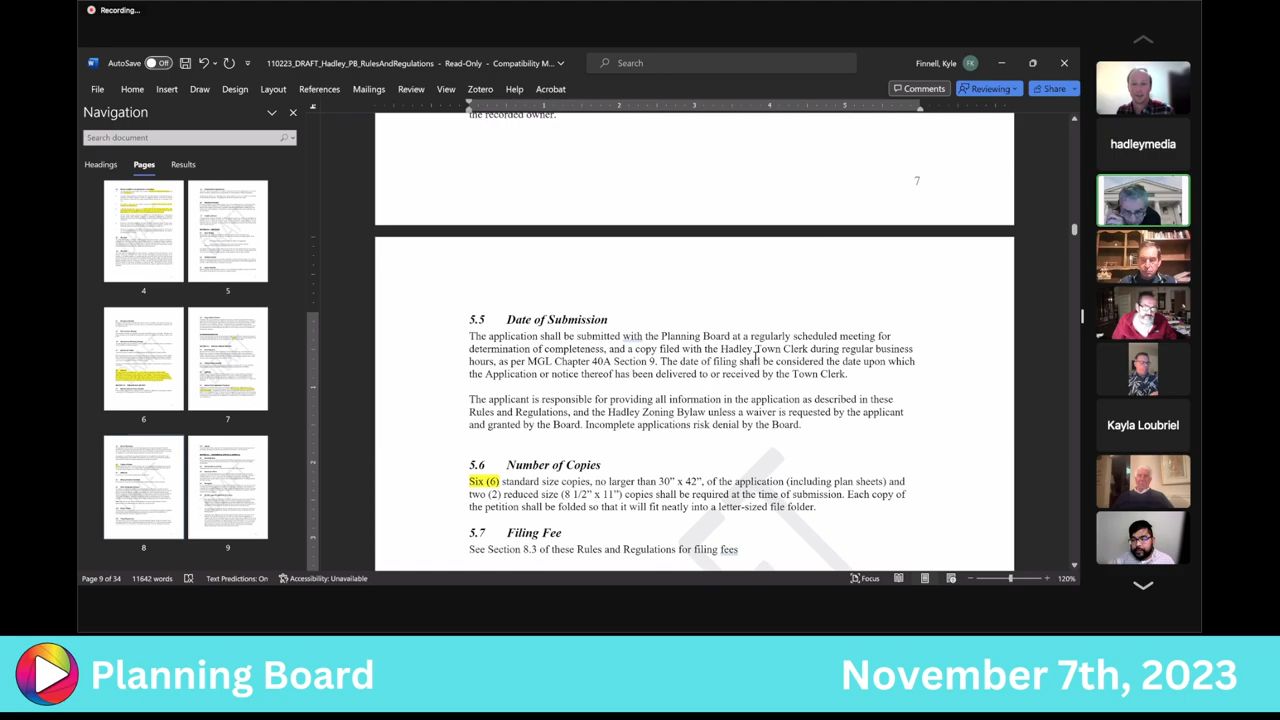 Recording...
AutoSave Off
110223_DRAFT_Hadley_PB_RulesAndRegulations - Read-Only - Compatibility M...
Search
Finnell, Kyle FK
File Home Insert Draw Design Layout References Mailings Review View Zotero Help Acrobat
Comments Reviewing Share
Navigation
Search document
Headings Pages Results
4 5
6 7
8 9
the recorded owner.
7
5.5 Date of Submission
The application shall be submitted with the Planning Board at a regularly scheduled meeting for
determination of completeness, and once filed with the Hadley Town Clerk during regular business
hours, as per MGL Chapter 40A Section 9. The date of filing shall be considered the date upon which
the Application or notice thereof has been delivered to or received by the Town Clerk.
The applicant is responsible for providing all information in the application as described in these
Rules and Regulations, and the Hadley Zoning Bylaw unless a waiver is requested by the applicant
and granted by the Board. Incomplete applications risk denial by the Board.
5.6 Number of Copies
Six (6) standard size copies, no larger than 30” x 42”, of the application (including plan sheets) and
two (2) reduced size (8 1/2” x 11”) copies shall be required at the time of submission. Each copy of
the petition shall be folded so that it will fit neatly into a letter-sized file folder.
5.7 Filing Fee
See Section 8.3 of these Rules and Regulations for filing fees
Page 9 of 34 11642 words Text Predictions: On Accessibility: Unavailable
Focus 120%
hadleymedia
Kayla Loubriel
Planning Board
November 7th, 2023